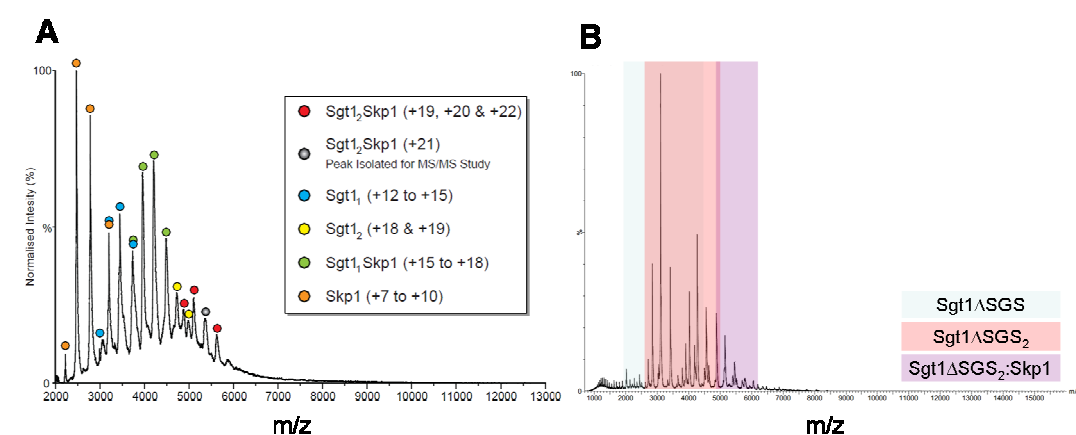 A
B
100
%
0
Normalised Intesity (%)
2000 3000 4000 5000 6000 7000 8000 9000 10000 11000 12000 13000
m/z
Sgt1₂Skp1 (+19, +20 & +22)
Sgt1₂Skp1 (+21)
Peak Isolated for MS/MS Study
Sgt1₁ (+12 to +15)
Sgt1₂ (+18 & +19)
Sgt1₁Skp1 (+15 to +18)
Skp1 (+7 to +10)
100
%
0
1000 2000 3000 4000 5000 6000 7000 8000 9000 10000 11000 12000 13000 14000 15000
m/z
Sgt1ΔSGS
Sgt1ΔSGS₂
Sgt1ΔSGS₂:Skp1